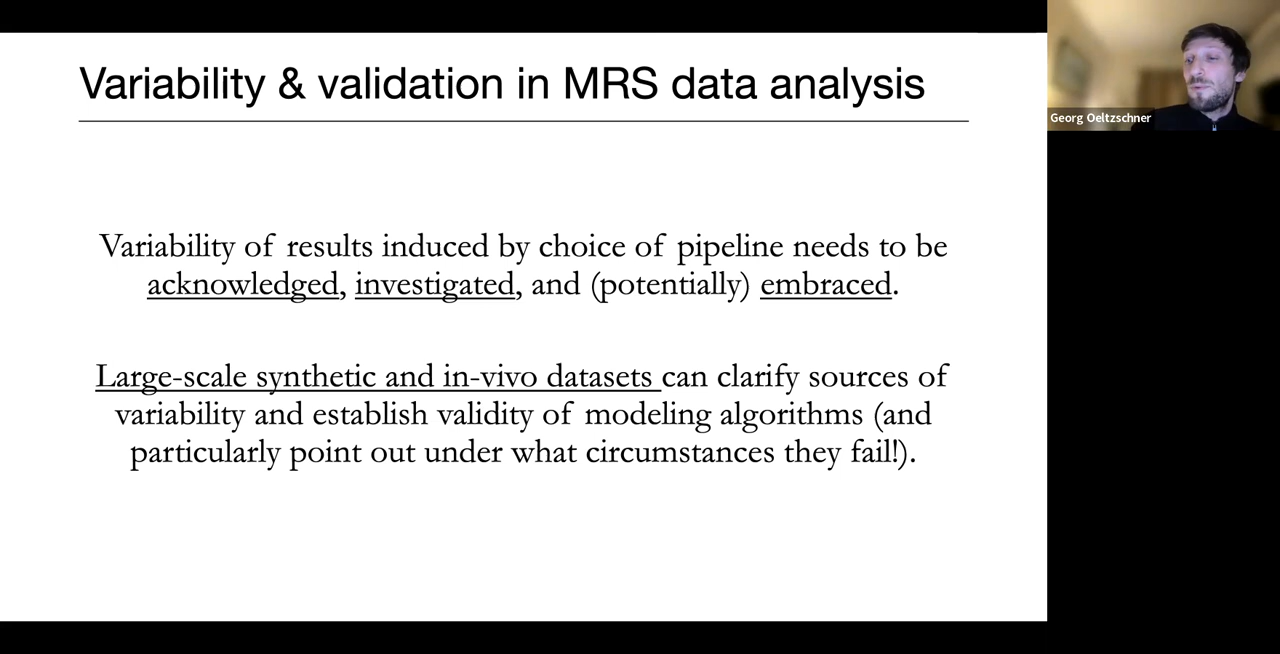 Variability & validation in MRS data analysis
Georg Oeltzschner
Variability of results induced by choice of pipeline needs to be
acknowledged, investigated, and (potentially) embraced.
Large-scale synthetic and in-vivo datasets can clarify sources of
variability and establish validity of modeling algorithms (and
particularly point out under what circumstances they fail!).